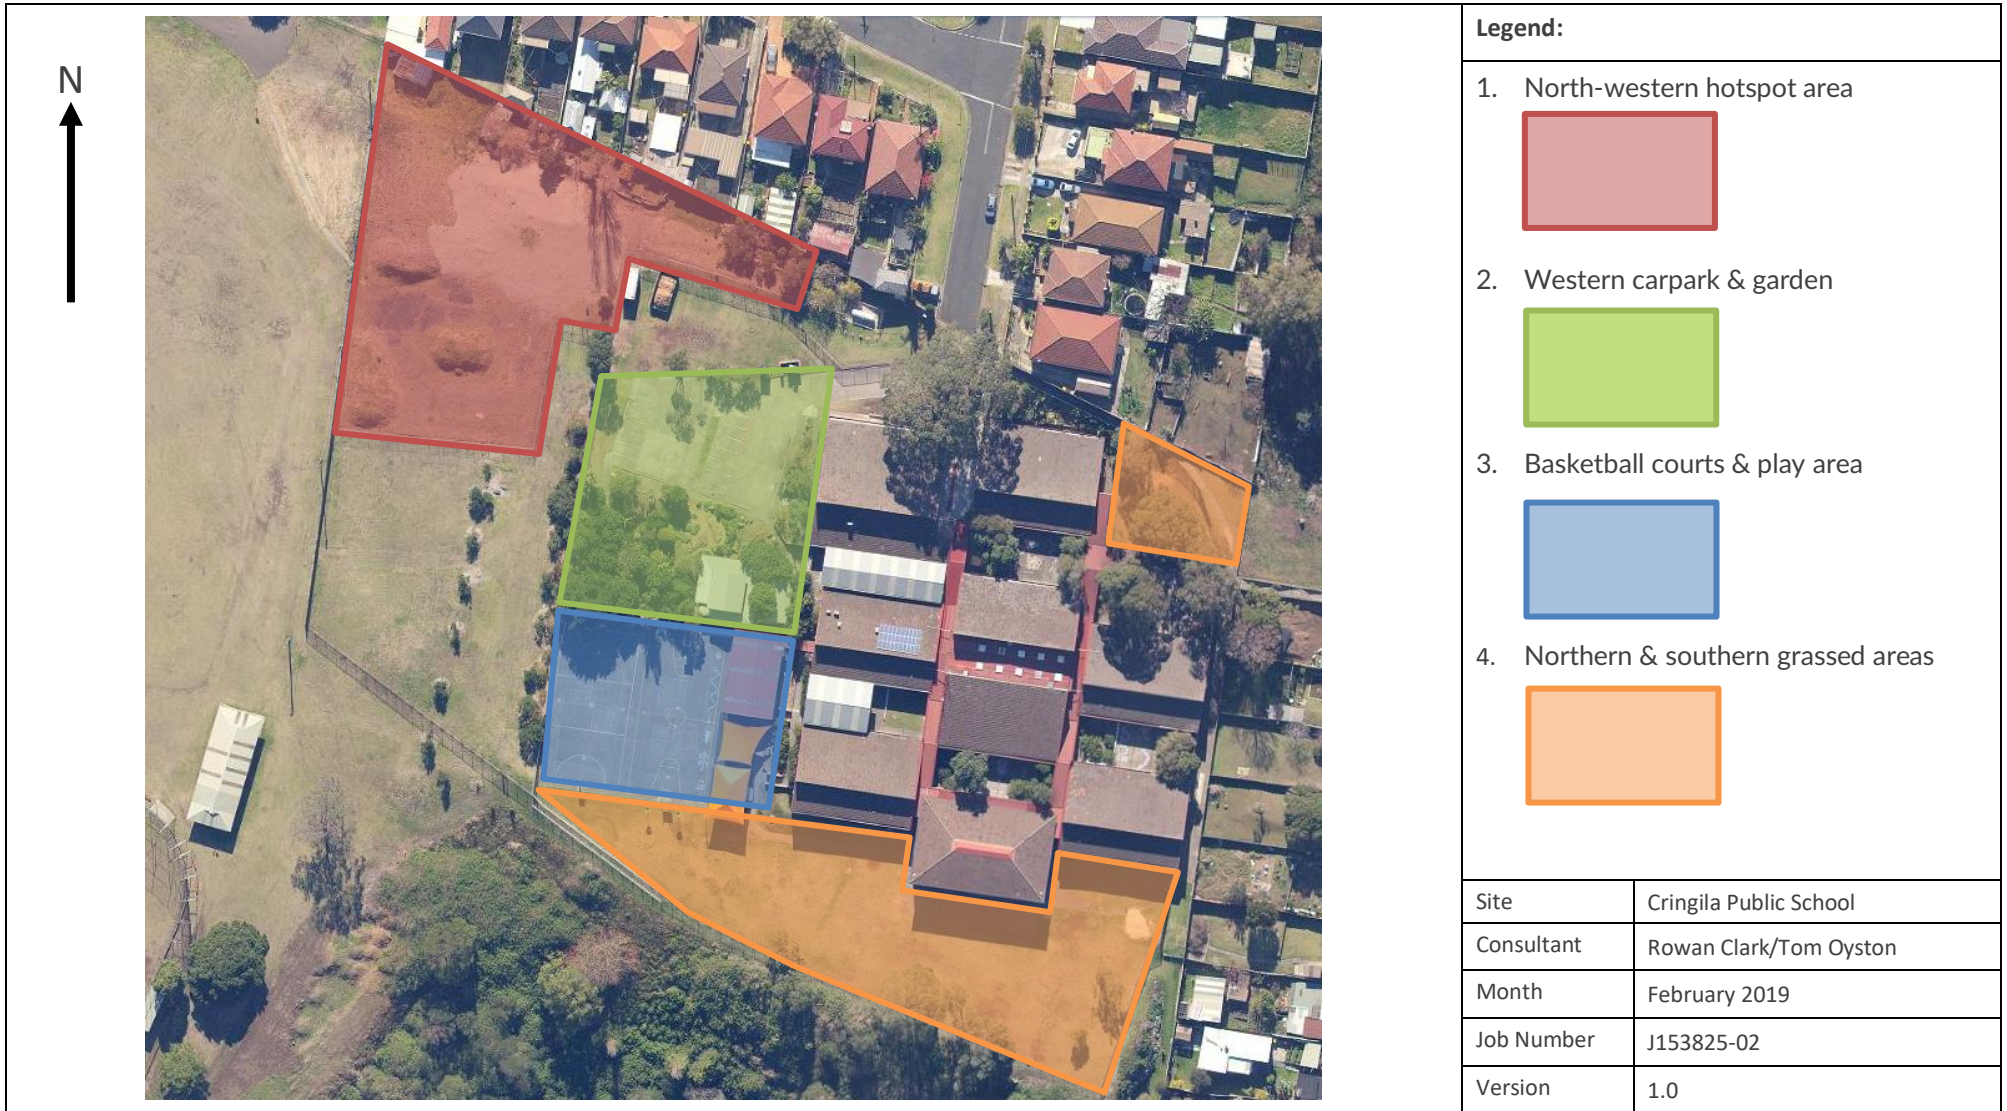 N
Legend:
1. North-western hotspot area
2. Western carpark & garden
3. Basketball courts & play area
4. Northern & southern grassed areas
Site Cringila Public School
Consultant Rowan Clark/Tom Oyston
Month February 2019
Job Number J153825-02
Version 1.0